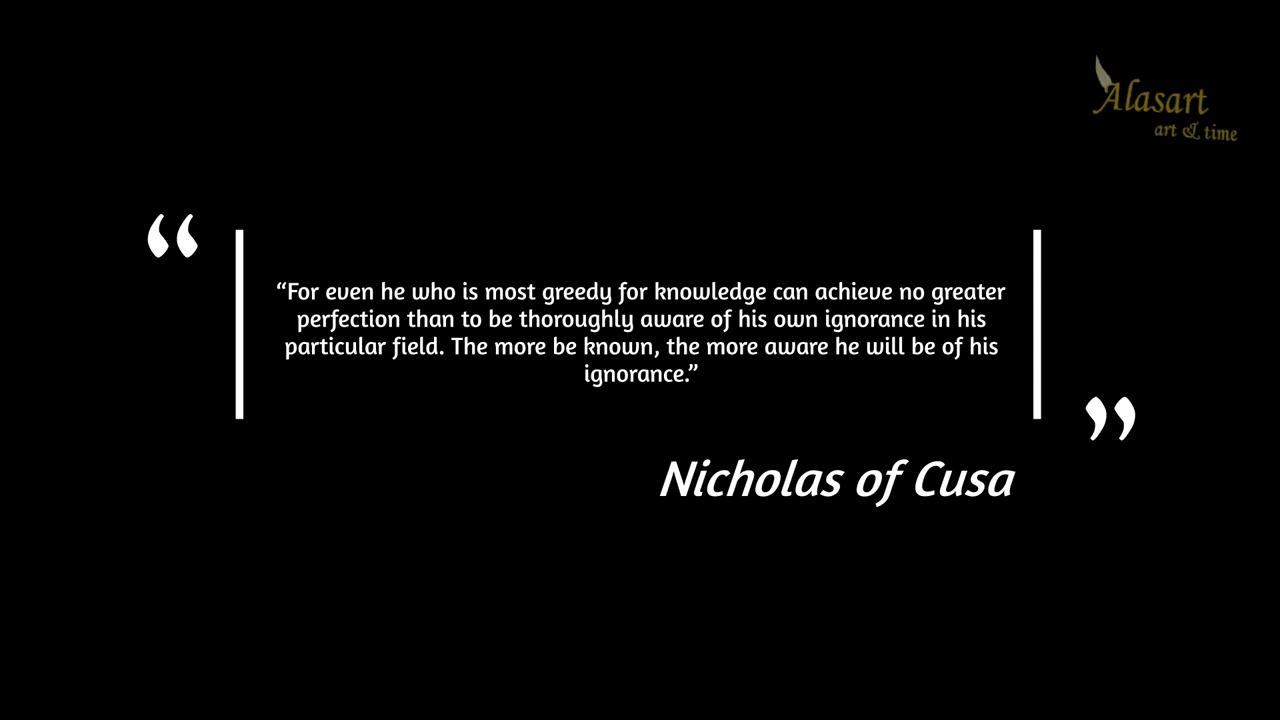 Alasart
art & time
“
“For even he who is most greedy for knowledge can achieve no greater
perfection than to be thoroughly aware of his own ignorance in his
particular field. The more be known, the more aware he will be of his
ignorance.”
”
Nicholas of Cusa